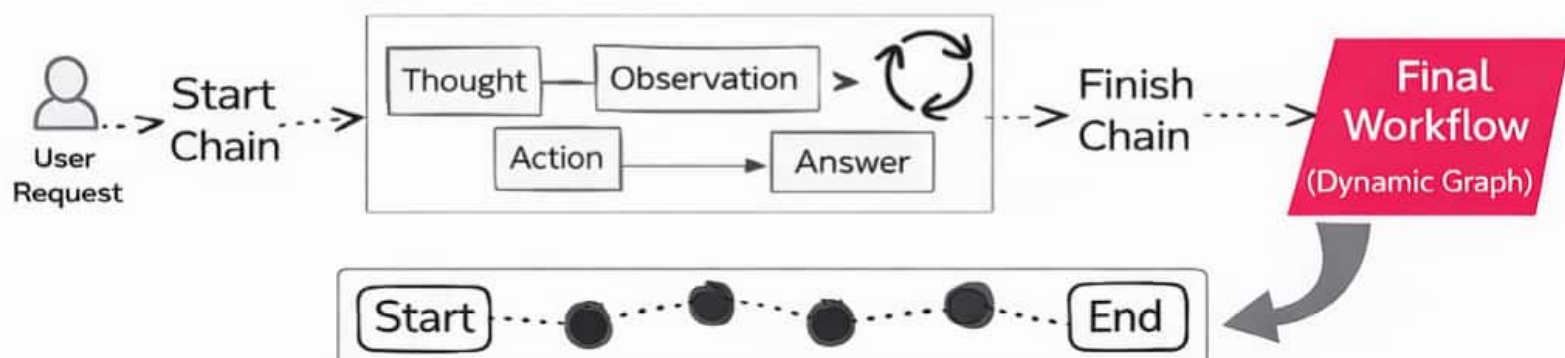 User
Request
Start
Chain
Thought
Observation
Action
Answer
Finish
Chain
Final
Workflow
(Dynamic Graph)
Start
End